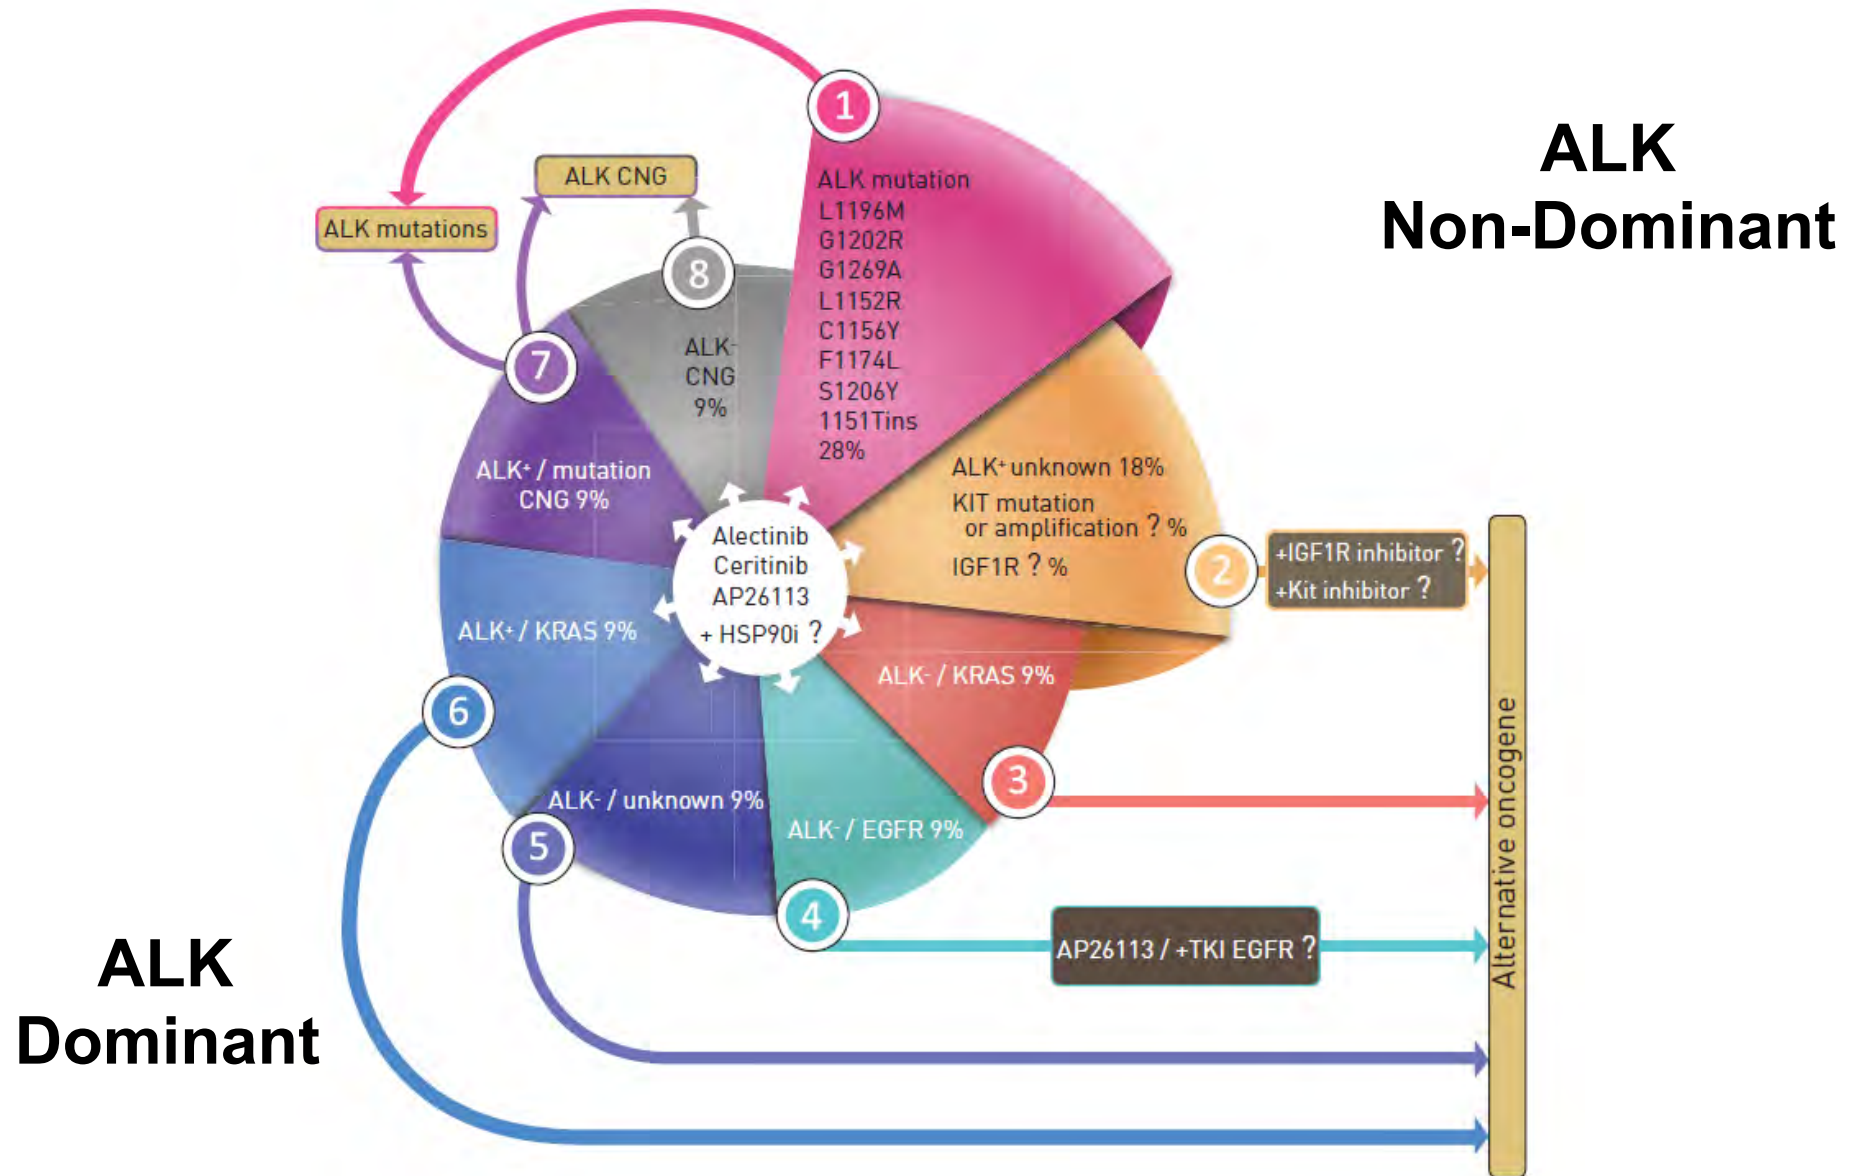 1
ALK
Non-Dominant
ALK CNG
ALK mutations
8
ALK mutation
L1196M
G1202R
G1269A
L1152R
C1156Y
F1174L
S1206Y
1151Tins
28%
7
ALK-
CNG
9%
ALK+ / mutation
CNG 9%
ALK+ unknown 18%
KIT mutation
or amplification ? %
IGF1R ? %
2
+IGF1R inhibitor ?
+Kit inhibitor ?
Alectinib
Ceritinib
AP26113
+ HSP90i ?
ALK+ / KRAS 9%
ALK- / KRAS 9%
6
3
ALK- / unknown 9%
ALK- / EGFR 9%
5
4
AP26113 / +TKI EGFR ?
Alternative oncogene
ALK
Dominant